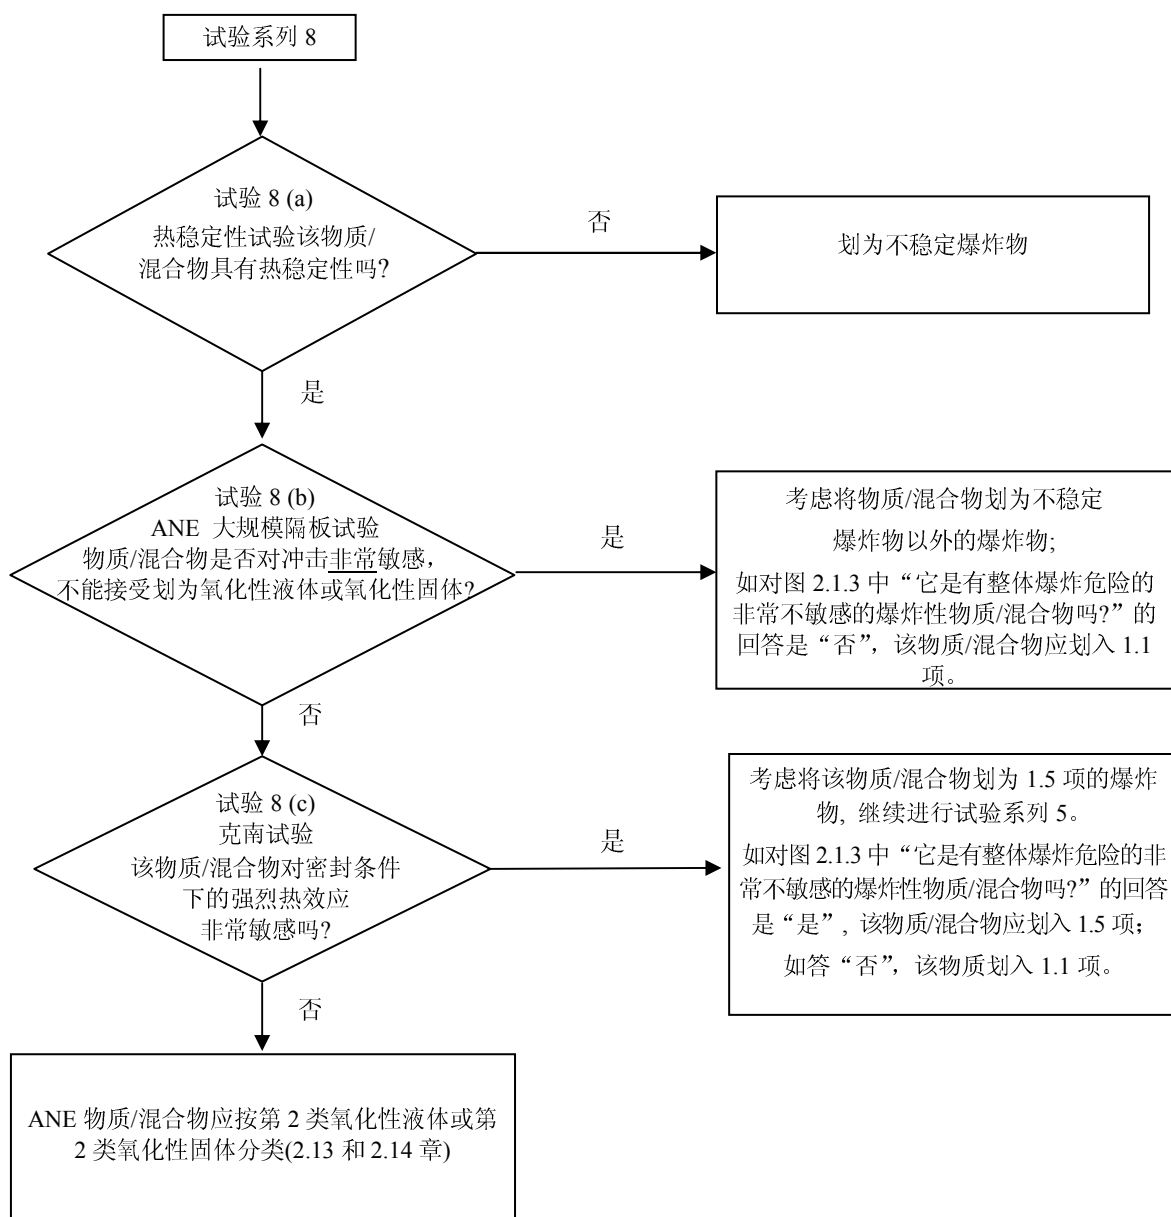 试验系列 8
试验 8 (a)
热稳定性试验该物质/
混合物具有热稳定性吗?
否
划为不稳定爆炸物
是
试验 8 (b)
ANE 大规模隔板试验
物质/混合物是否对冲击非常敏感，
不能接受划为氧化性液体或氧化性固体?
是
考虑将物质/混合物划为不稳定
爆炸物以外的爆炸物;
如对图 2.1.3 中“它是有整体爆炸危险的
非常不敏感的爆炸性物质/混合物吗?”的
回答是“否”，该物质/混合物应划入 1.1
项。
否
试验 8 (c)
克南试验
该物质/混合物对密封条件
下的强烈热效应
非常敏感吗?
是
考虑将该物质/混合物划为 1.5 项的爆炸
物, 继续进行试验系列 5。
如对图 2.1.3 中“它是有整体爆炸危险的非
常不敏感的爆炸性物质/混合物吗?”的回答
是“是”, 该物质/混合物应划入 1.5 项；
如答“否”，该物质划入 1.1 项。
否
ANE 物质/混合物应按第 2 类氧化性液体或第
2 类氧化性固体分类(2.13 和 2.14 章)